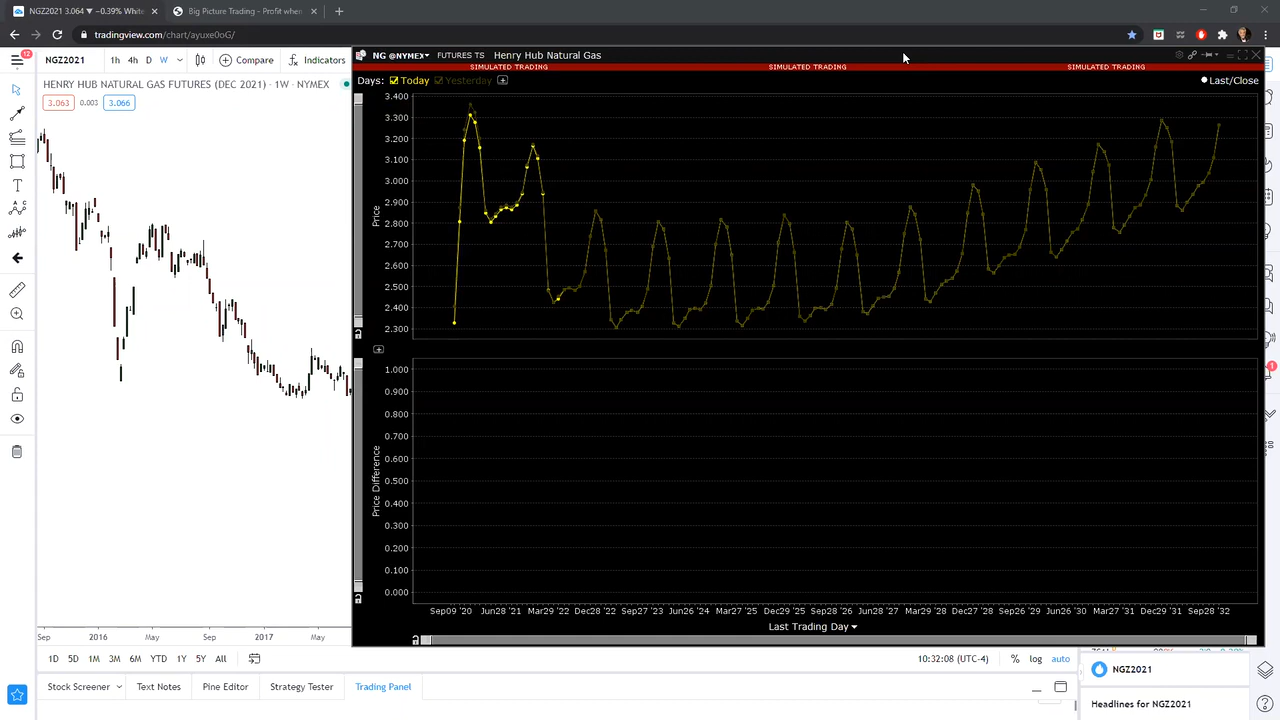 NGZ2021 3.064 ▼ −0.39% White
Big Picture Trading – Profit when
tradingview.com/chart/ayuxe0oG/
12
NGZ2021
1h 4h D W
Compare
Indicators
HENRY HUB NATURAL GAS FUTURES (DEC 2021) · 1W · NYMEX
3.063 0.003 3.066
NG @NYMEX FUTURES TS Henry Hub Natural Gas
SIMULATED TRADING SIMULATED TRADING SIMULATED TRADING
Days: Today Yesterday Last/Close
3.400
3.300
3.200
3.100
3.000
2.900
2.800
2.700
2.600
2.500
2.400
2.300
Price
1.000
0.900
0.800
0.700
0.600
0.500
0.400
0.300
0.200
0.100
0.000
Price Difference
Sep09 '20 Jun28 '21 Mar29 '22 Dec28 '22 Sep27 '23 Jun26 '24 Mar27 '25 Dec29 '25 Sep28 '26 Jun28 '27 Mar29 '28 Dec27 '28 Sep26 '29 Jun26 '30 Mar27 '31 Dec29 '31 Sep28 '32
Last Trading Day
Sep 2016 May Sep 2017 May
1D 5D 1M 3M 6M YTD 1Y 5Y All
10:32:08 (UTC-4) % log auto
1
Stock Screener Text Notes Pine Editor Strategy Tester Trading Panel
NGZ2021
Headlines for NGZ2021